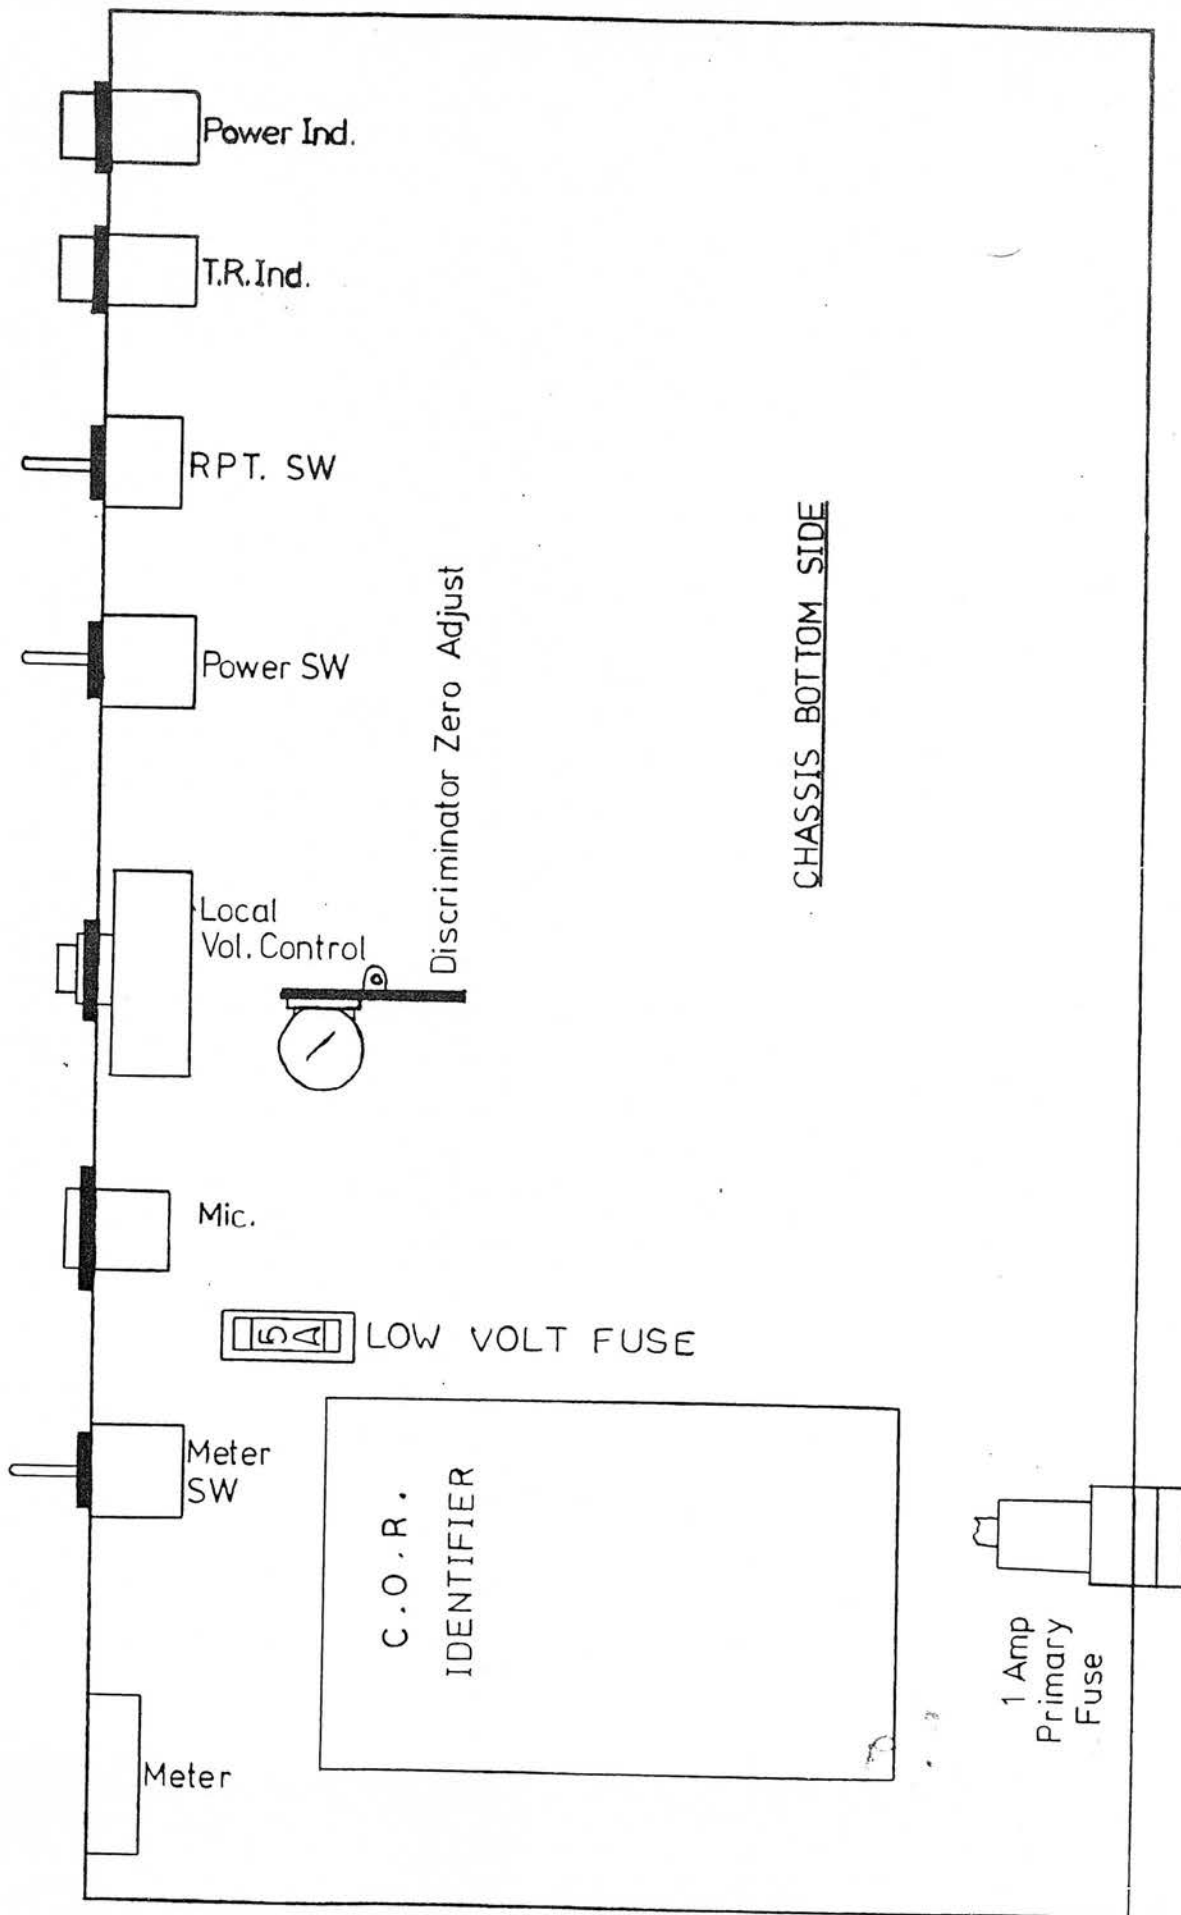 Power Ind.
T.R.Ind.
RPT. SW
Power SW
Discriminator Zero Adjust
CHASSIS BOTTOM SIDE
Local
Vol. Control
Mic.
5A
LOW VOLT FUSE
Meter
SW
C.O.R.
IDENTIFIER
1 Amp
Primary
Fuse
Meter